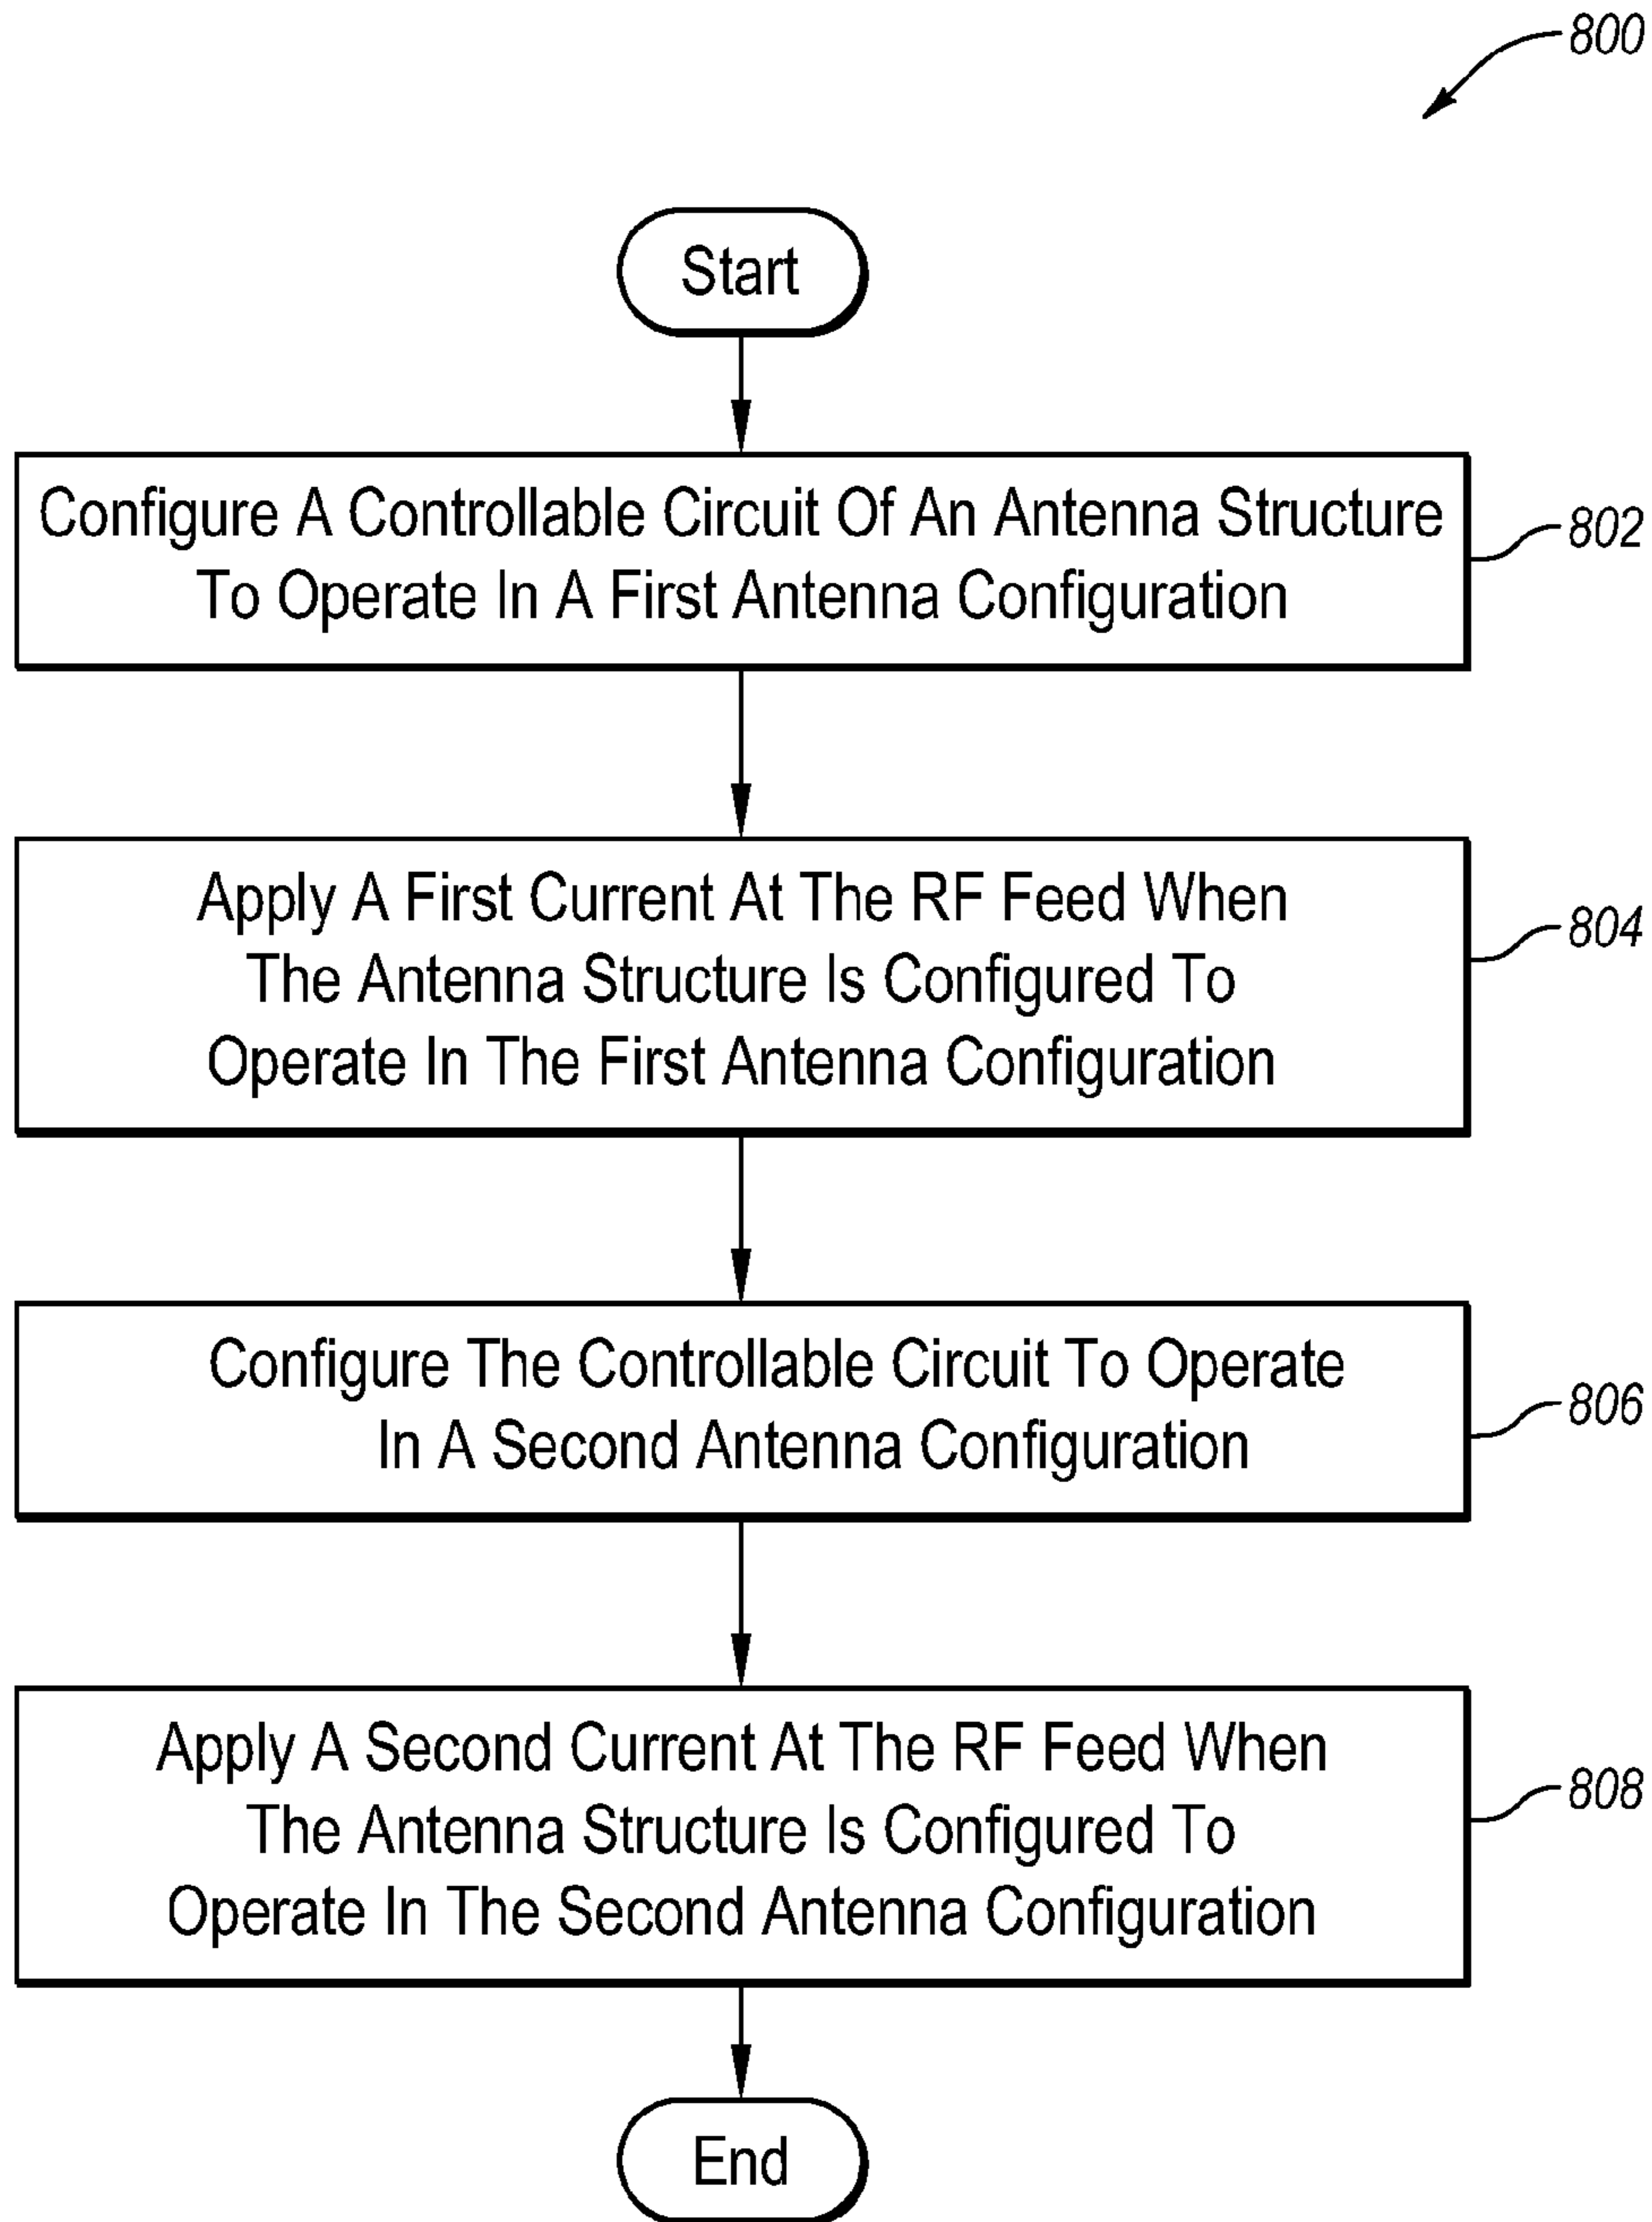 800
Start
Configure A Controllable Circuit Of An Antenna Structure
To Operate In A First Antenna Configuration
802
Apply A First Current At The RF Feed When
The Antenna Structure Is Configured To
Operate In The First Antenna Configuration
804
Configure The Controllable Circuit To Operate
In A Second Antenna Configuration
806
Apply A Second Current At The RF Feed When
The Antenna Structure Is Configured To
Operate In The Second Antenna Configuration
808
End